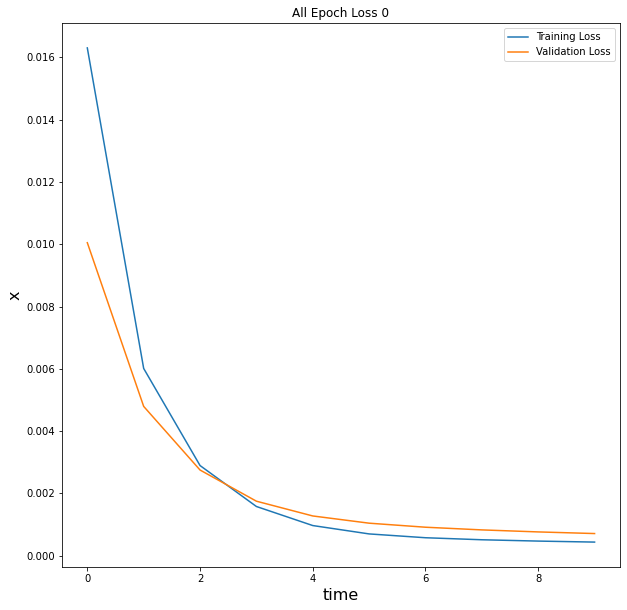 All Epoch Loss 0
Training Loss
Validation Loss
0.016
0.014
0.012
0.010
0.008
0.006
0.004
0.002
0.000
x
0 2 4 6 8
time